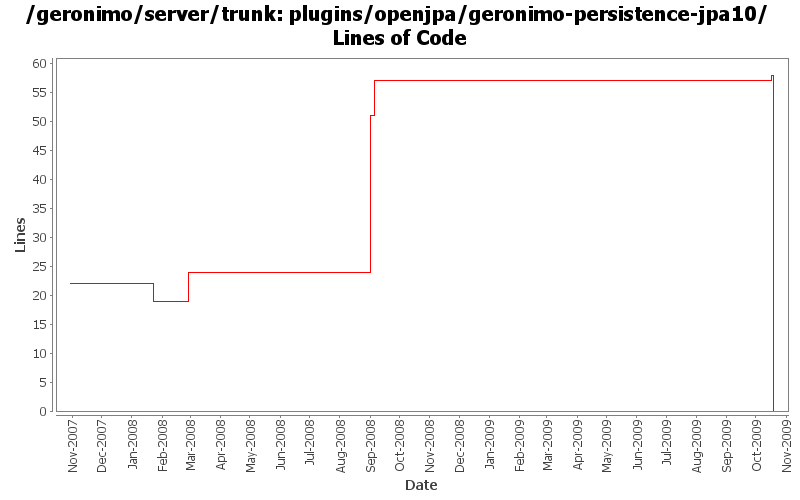 /geronimo/server/trunk: plugins/openjpa/geronimo-persistence-jpa10/
Lines of Code
60
55
50
45
40
35
30
25
20
15
10
5
0
Lines
Nov-2007
Dec-2007
Jan-2008
Feb-2008
Mar-2008
Apr-2008
May-2008
Jun-2008
Jul-2008
Aug-2008
Sep-2008
Oct-2008
Nov-2008
Dec-2008
Jan-2009
Feb-2009
Mar-2009
Apr-2009
May-2009
Jun-2009
Jul-2009
Aug-2009
Sep-2009
Oct-2009
Nov-2009
Date